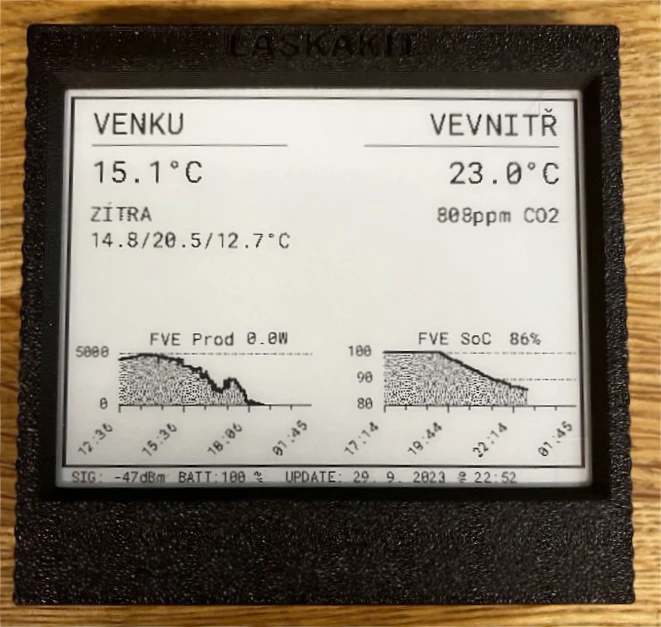 LASKAKIT
VENKU
VEVNITŘ
15.1°C
23.0°C
ZÍTRA
808ppm CO2
14.8/20.5/12.7°C
FVE Prod 0.0W
FVE SoC 86%
5000
0
12:36 15:36 18:06 01:45
100
90
80
17:14 19:44 22:14 01:45
SIG: -47dBm BATT:100 % UPDATE: 29. 9. 2023 @ 22:52